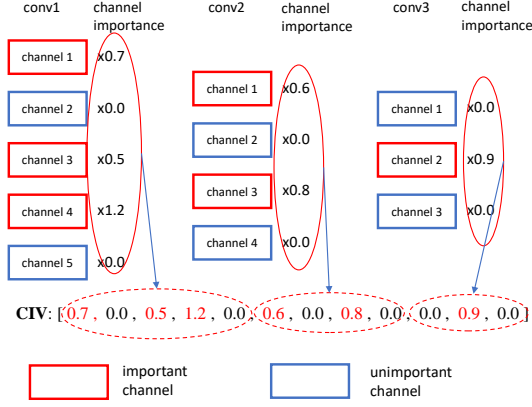 conv1
channel
importance
conv2
channel
importance
conv3
channel
importance
channel 1
x0.7
channel 2
x0.0
channel 3
x0.5
channel 4
x1.2
channel 5
x0.0
channel 1
x0.6
channel 2
x0.0
channel 3
x0.8
channel 4
x0.0
channel 1
x0.0
channel 2
x0.9
channel 3
x0.0
CIV: [0.7, 0.0, 0.5, 1.2, 0.0, 0.6, 0.0, 0.8, 0.0, 0.0, 0.9, 0.0]
important
channel
unimportant
channel